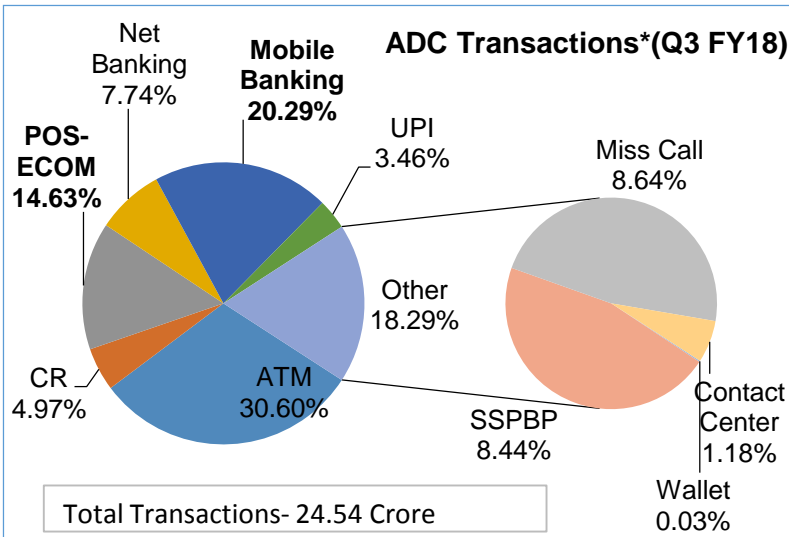 ADC Transactions*(Q3 FY18)
Net
Banking
7.74%
Mobile
Banking
20.29%
UPI
3.46%
POS-
ECOM
14.63%
Miss Call
8.64%
Other
18.29%
CR
4.97%
ATM
30.60%
SSPBP
8.44%
Contact
Center
1.18%
Wallet
0.03%
Total Transactions- 24.54 Crore